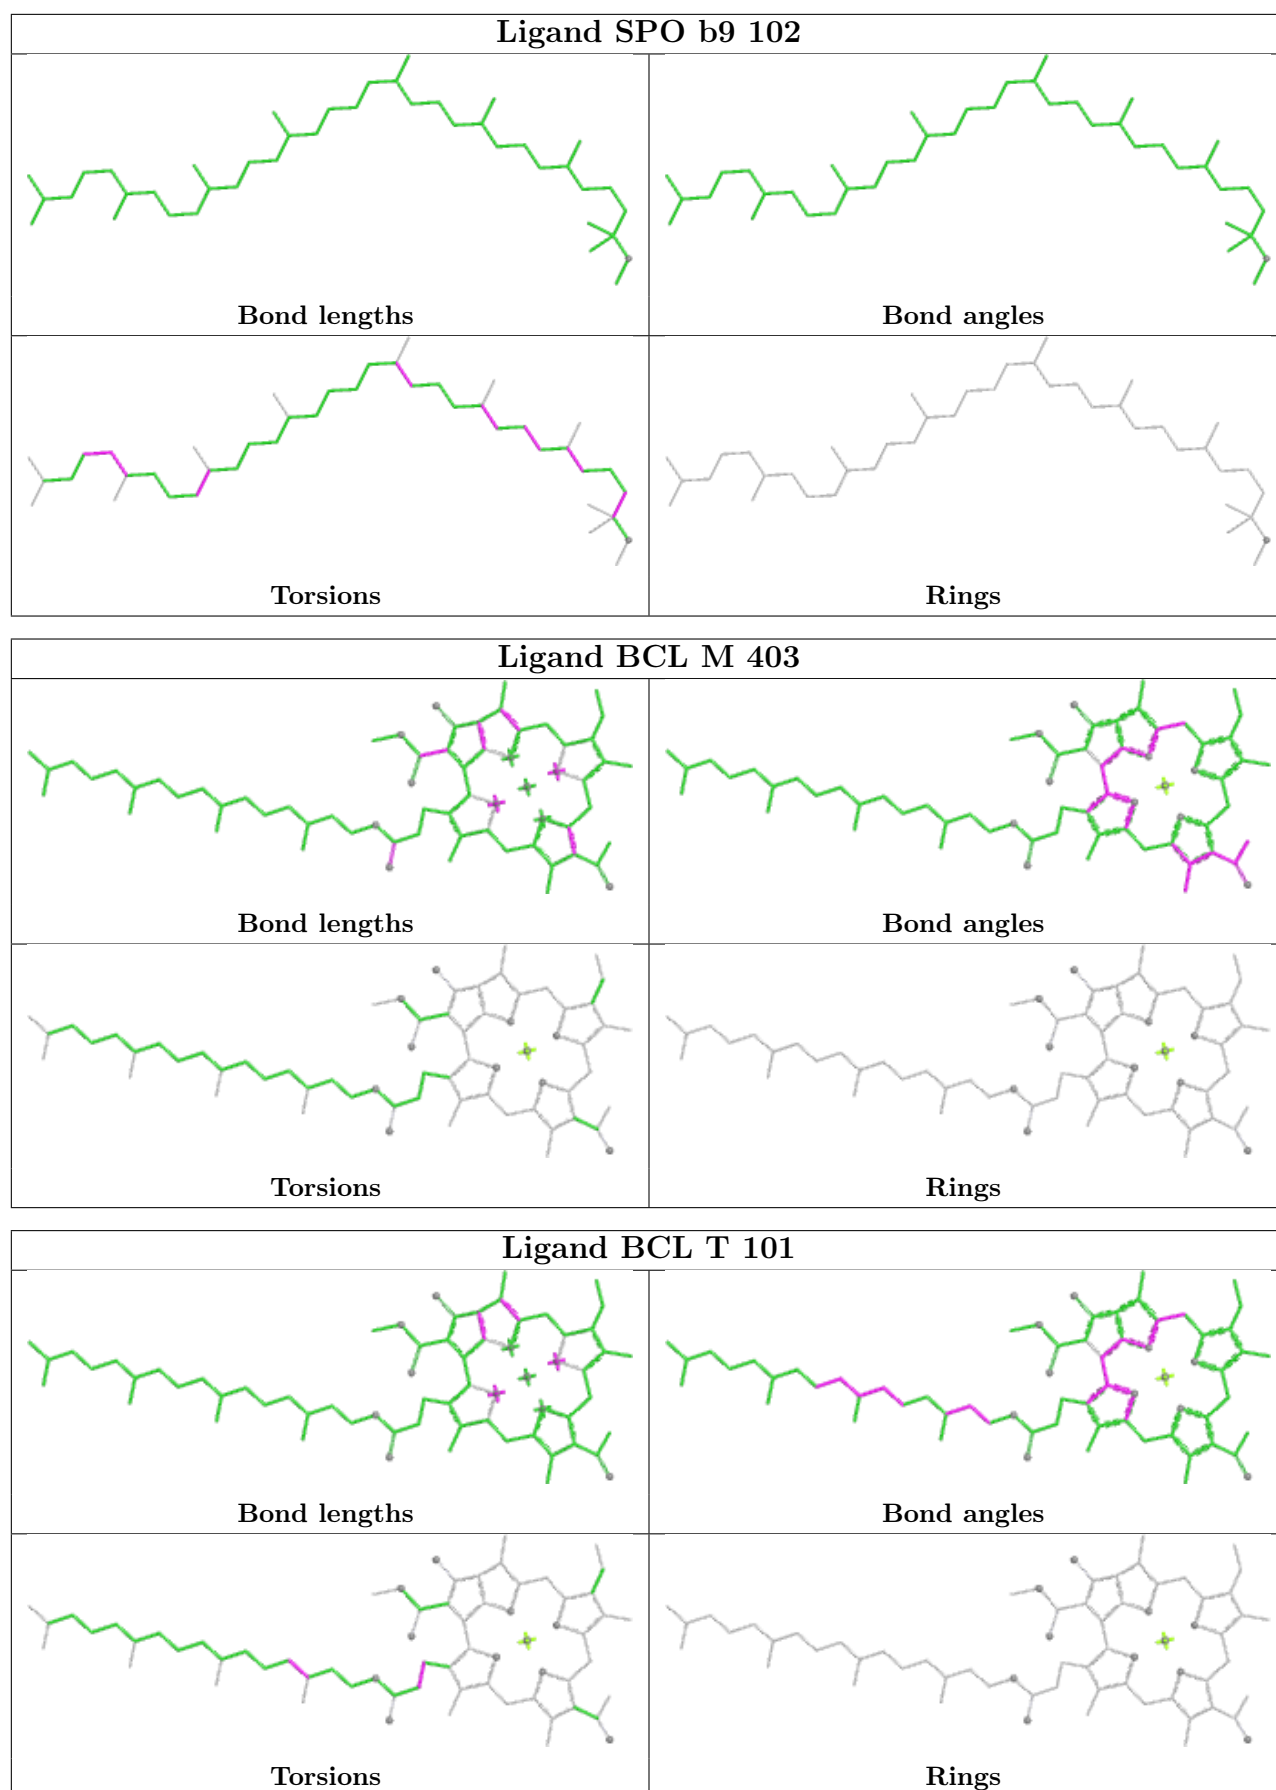 Ligand SPO b9 102
Bond lengths
Bond angles
Torsions
Rings
Ligand BCL M 403
Bond lengths
Bond angles
Torsions
Rings
Ligand BCL T 101
Bond lengths
Bond angles
Torsions
Rings